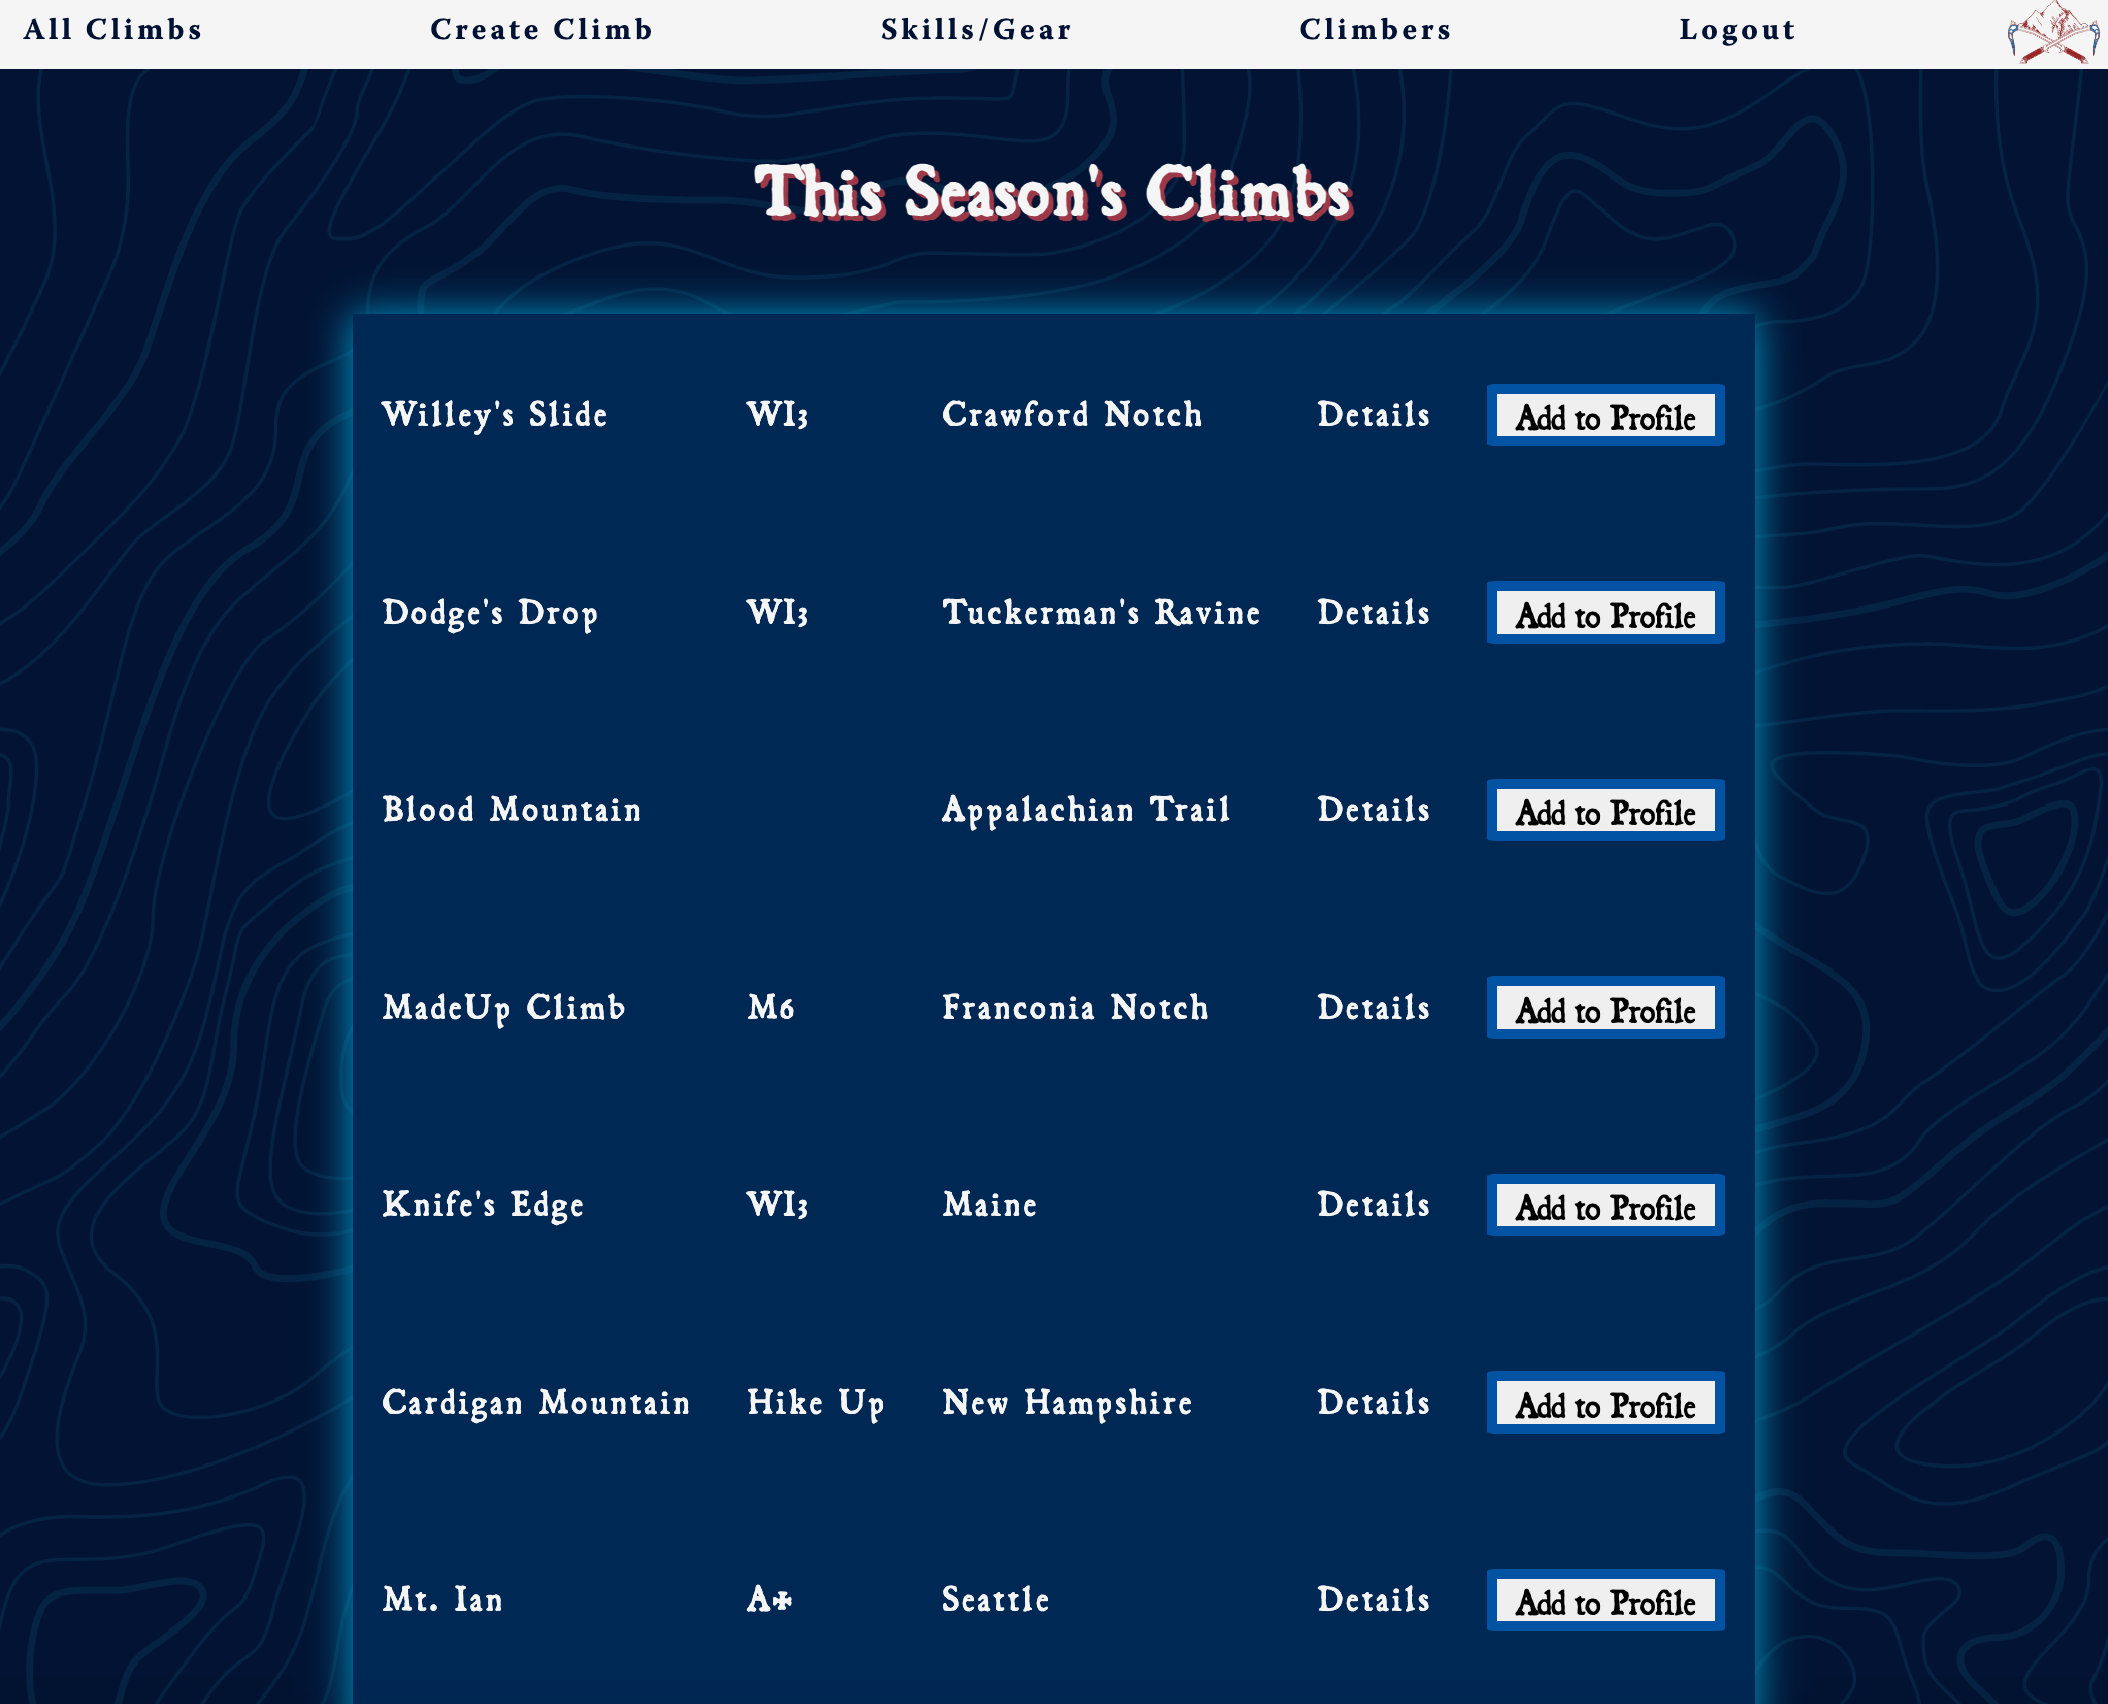 All Climbs Create Climb Skills/Gear Climbers Logout
This Season's Climbs
Willey's Slide WI3 Crawford Notch Details Add to Profile
Dodge's Drop WI3 Tuckerman's Ravine Details Add to Profile
Blood Mountain Appalachian Trail Details Add to Profile
MadeUp Climb M6 Franconia Notch Details Add to Profile
Knife's Edge WI3 Maine Details Add to Profile
Cardigan Mountain Hike Up New Hampshire Details Add to Profile
Mt. Ian A+ Seattle Details Add to Profile